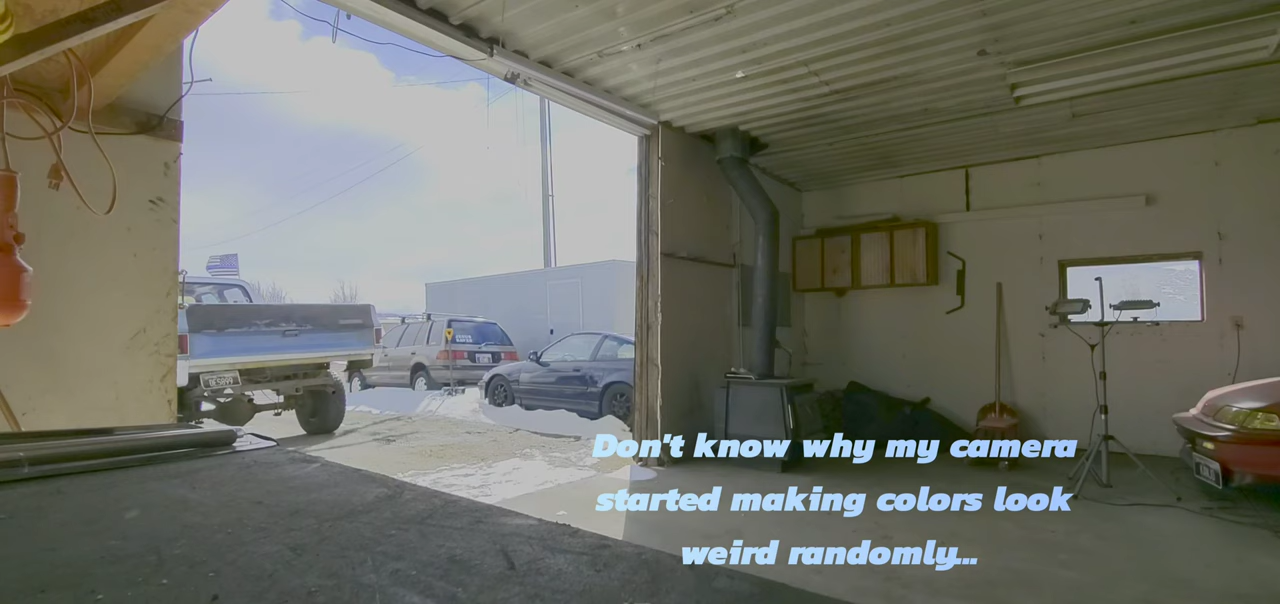 Don't know why my camera
started making colors look
weird randomly...